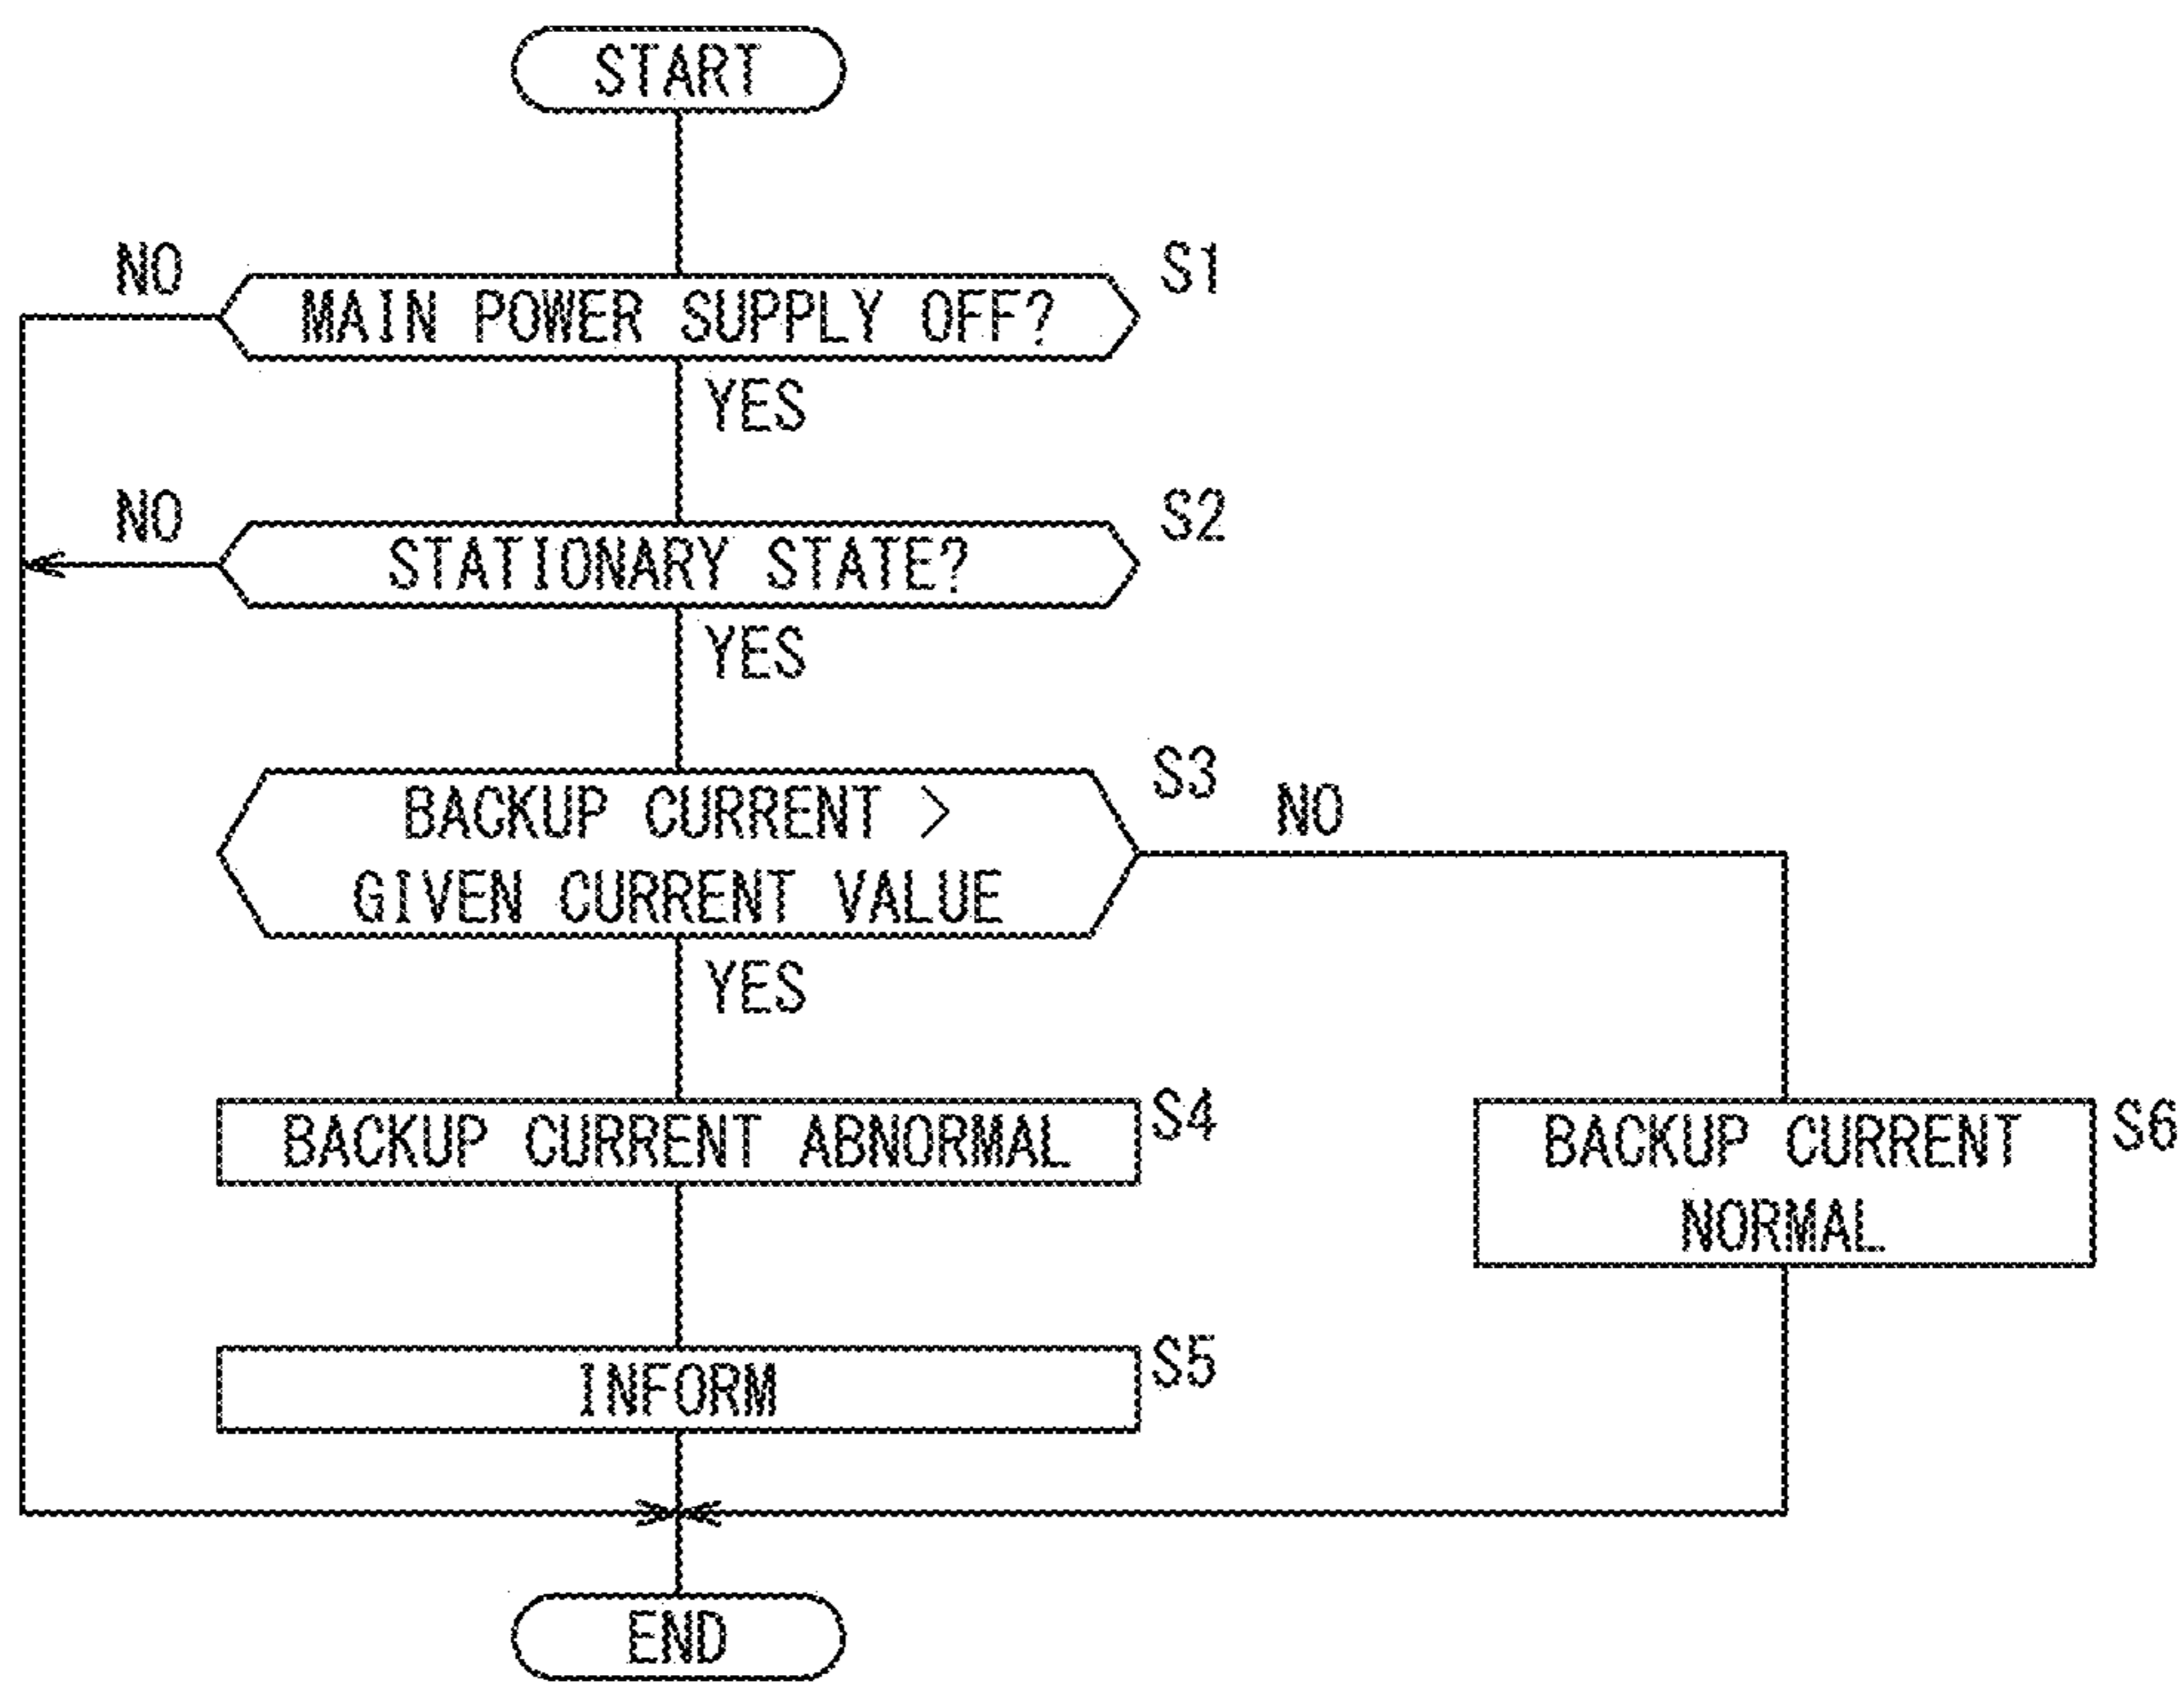 START
NO
S1
MAIN POWER SUPPLY OFF?
YES
NO
S2
STATIONARY STATE?
YES
S3
BACKUP CURRENT >
NO
GIVEN CURRENT VALUE
YES
BACKUP CURRENT ABNORMAL
S4
BACKUP CURRENT
S6
NORMAL
INFORM
S5
END